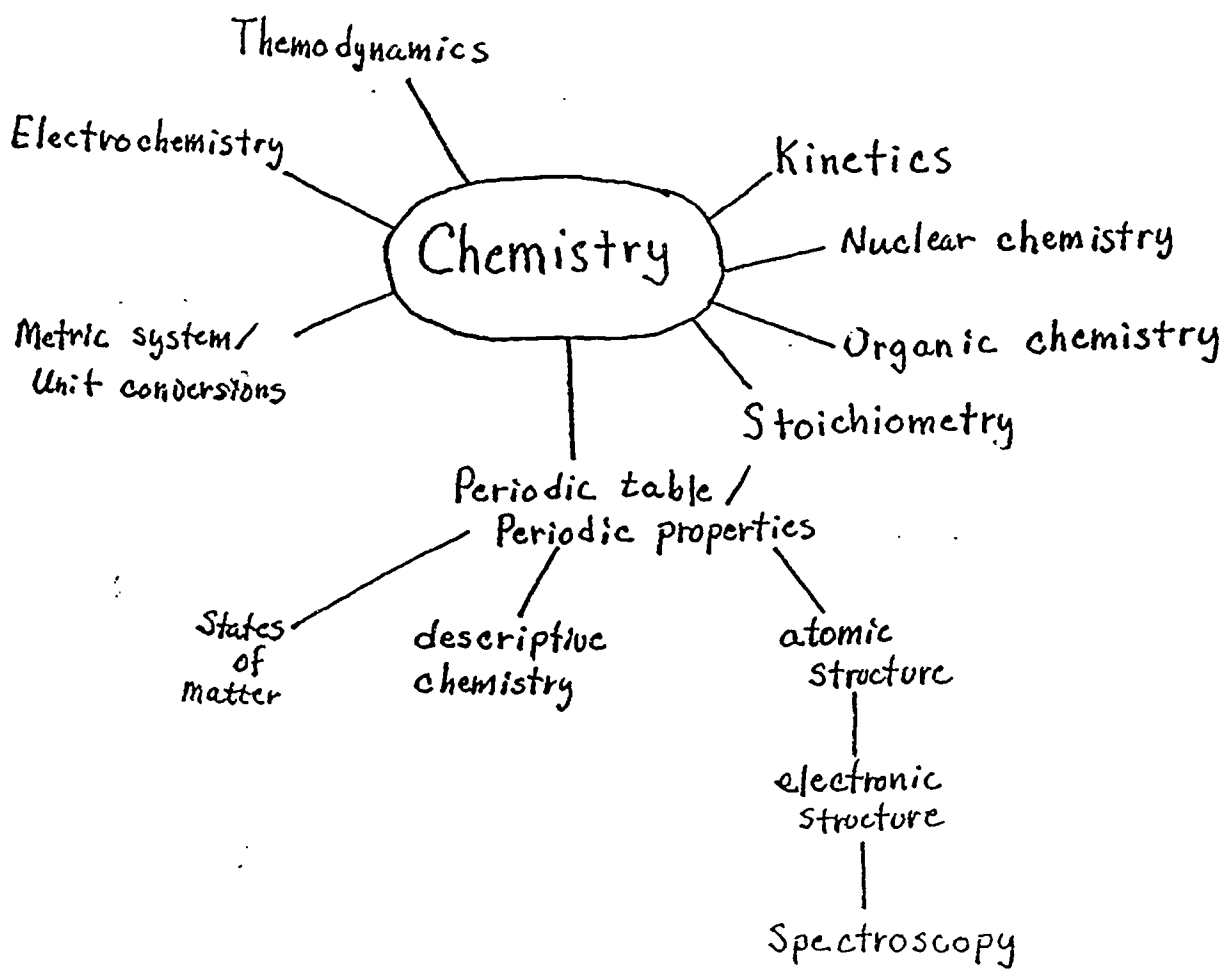 Themodynamics
Electrochemistry
Kinetics
Chemistry
Nuclear chemistry
Metric system/
Unit conversions
Organic chemistry
Stoichiometry
Periodic table /
Periodic properties
States
of
matter
descriptive
chemistry
atomic
structure
electronic
structure
Spectroscopy